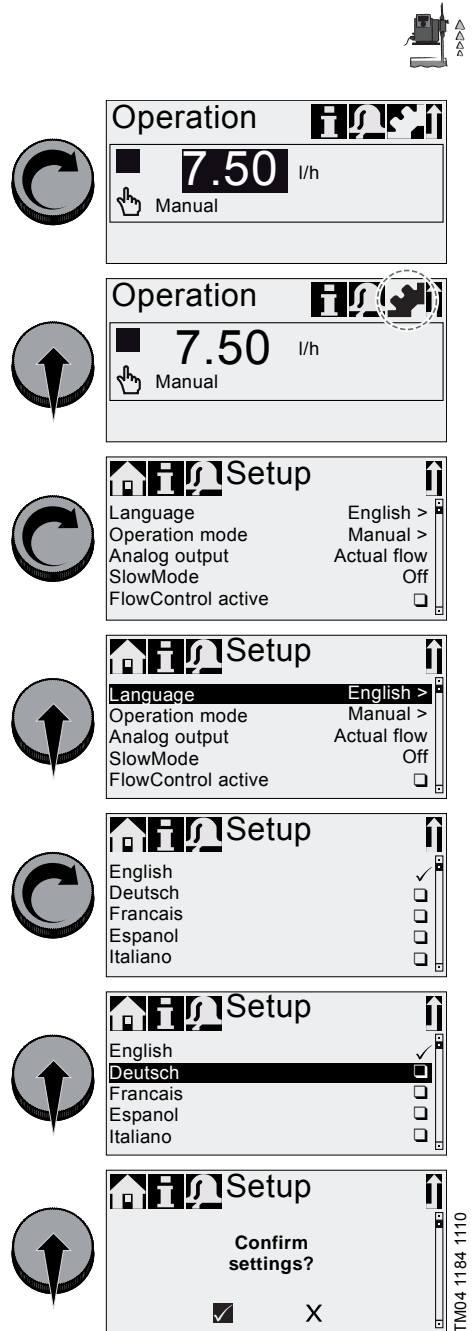 Operation
7.50 l/h
Manual
Operation
7.50 l/h
Manual
Setup
Language English >
Operation mode Manual >
Analog output Actual flow
SlowMode Off
FlowControl active
Setup
Language English >
Operation mode Manual >
Analog output Actual flow
SlowMode Off
FlowControl active
Setup
English
Deutsch
Francais
Espanol
Italiano
Setup
English
Deutsch
Francais
Espanol
Italiano
Setup
Confirm
settings?
X
TM04 1184 1110